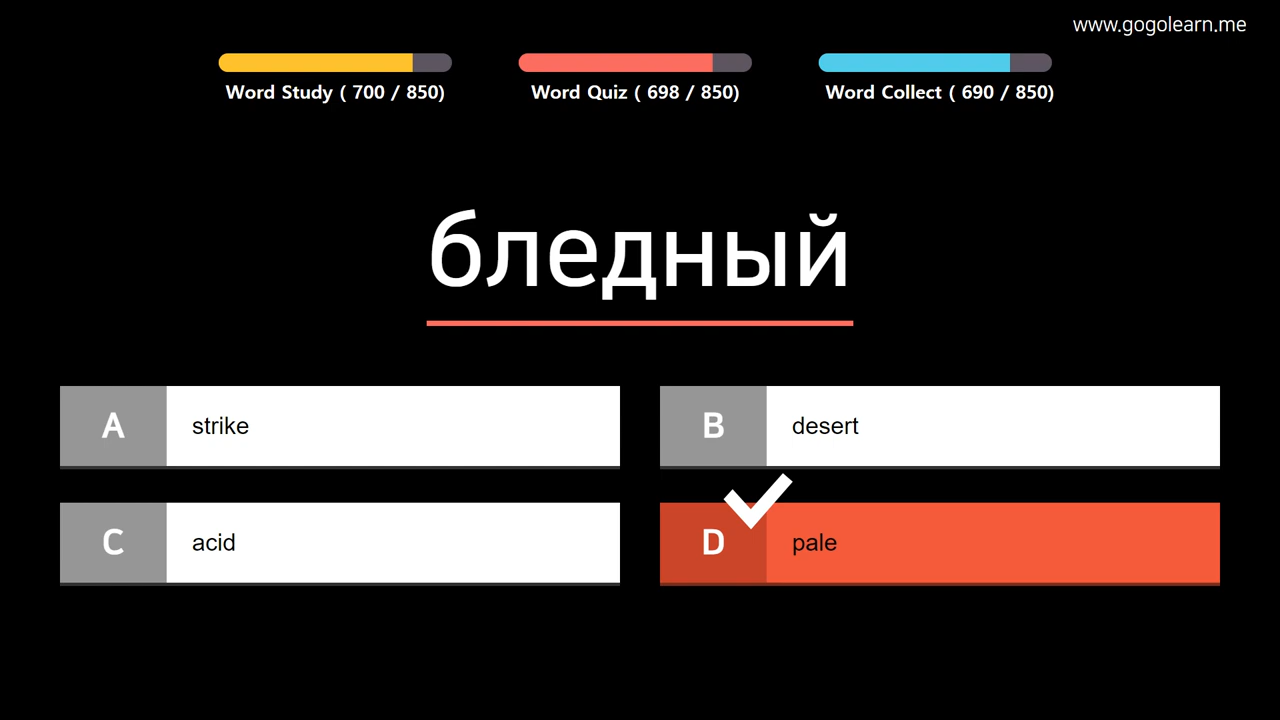 www.gogolearn.me
Word Study ( 700 / 850)
Word Quiz ( 698 / 850)
Word Collect ( 690 / 850)
бледный
A strike
B desert
C acid
D pale